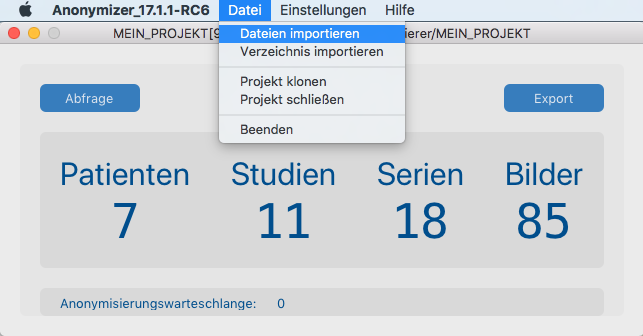 Anonymizer_17.1.1-RC6 Datei Einstellungen Hilfe
MEIN_PROJEKT[9 ierer/MEIN_PROJEKT
Dateien importieren
Verzeichnis importieren
Projekt klonen
Projekt schließen
Beenden
Abfrage
Export
Patienten Studien Serien Bilder
7 11 18 85
Anonymisierungswarteschlange: 0